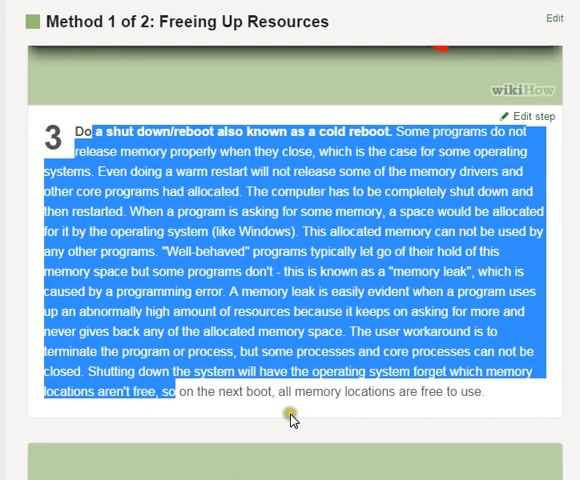 Method 1 of 2: Freeing Up Resources
Edit
wikiHow
Edit step
3
Do a shut down/reboot also known as a cold reboot. Some programs do not
release memory properly when they close, which is the case for some operating
systems. Even doing a warm restart will not release some of the memory drivers and
other core programs had allocated. The computer has to be completely shut down and
then restarted. When a program is asking for some memory, a space would be allocated
for it by the operating system (like Windows). This allocated memory can not be used by
any other programs. "Well-behaved" programs typically let go of their hold of this
memory space but some programs don't - this is known as a "memory leak", which is
caused by a programming error. A memory leak is easily evident when a program uses
up an abnormally high amount of resources because it keeps on asking for more and
never gives back any of the allocated memory space. The user workaround is to
terminate the program or process, but some processes and core processes can not be
closed. Shutting down the system will have the operating system forget which memory
locations aren't free, so on the next boot, all memory locations are free to use.